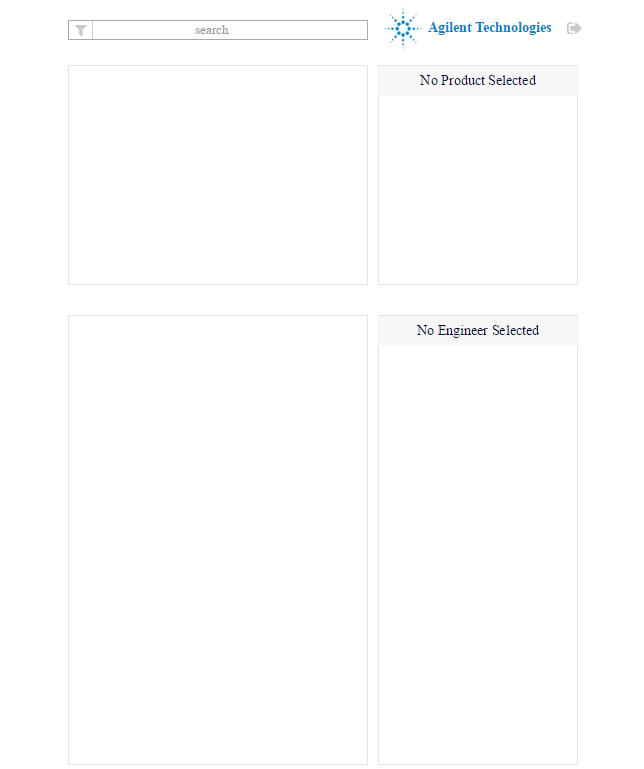 search
Agilent Technologies
No Product Selected
No Engineer Selected